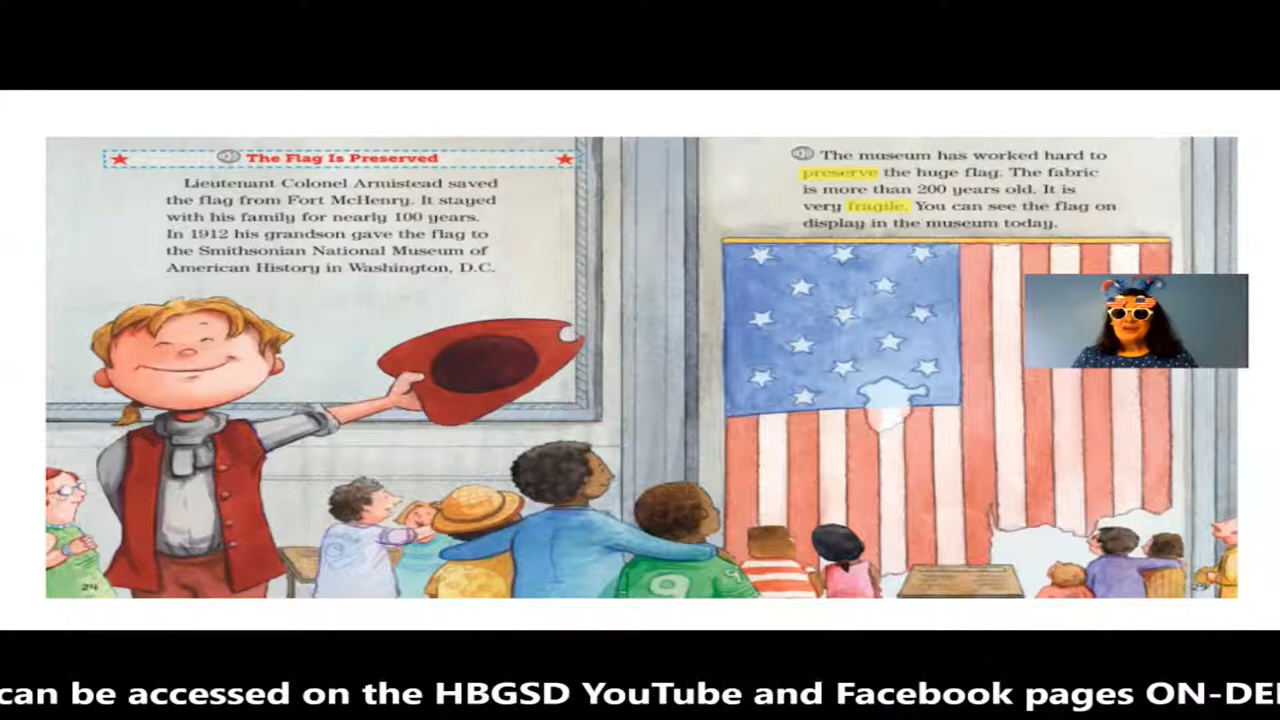 The Flag Is Preserved
Lieutenant Colonel Armistead saved
the flag from Fort McHenry. It stayed
with his family for nearly 100 years.
In 1912 his grandson gave the flag to
the Smithsonian National Museum of
American History in Washington, D.C.
24
The museum has worked hard to
preserve the huge flag. The fabric
is more than 200 years old. It is
very fragile. You can see the flag on
display in the museum today.
9
9
can be accessed on the HBGSD YouTube and Facebook pages ON-DE